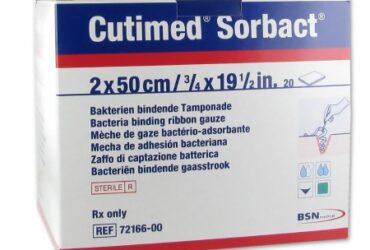 Cutimed® Sorbact®
2 x 50 cm / 3/4 x 19 1/2 in. 20
Bakterien bindende Tamponade
Bacteria binding ribbon gauze
Mèche de gaze bactério-adsorbante
Mecha de adhesión bacteriana
Zaffo di captazione batterica
Bacteriën bindende gaasstrook
STERILE R
Rx only
REF 72166-00
BSN medical